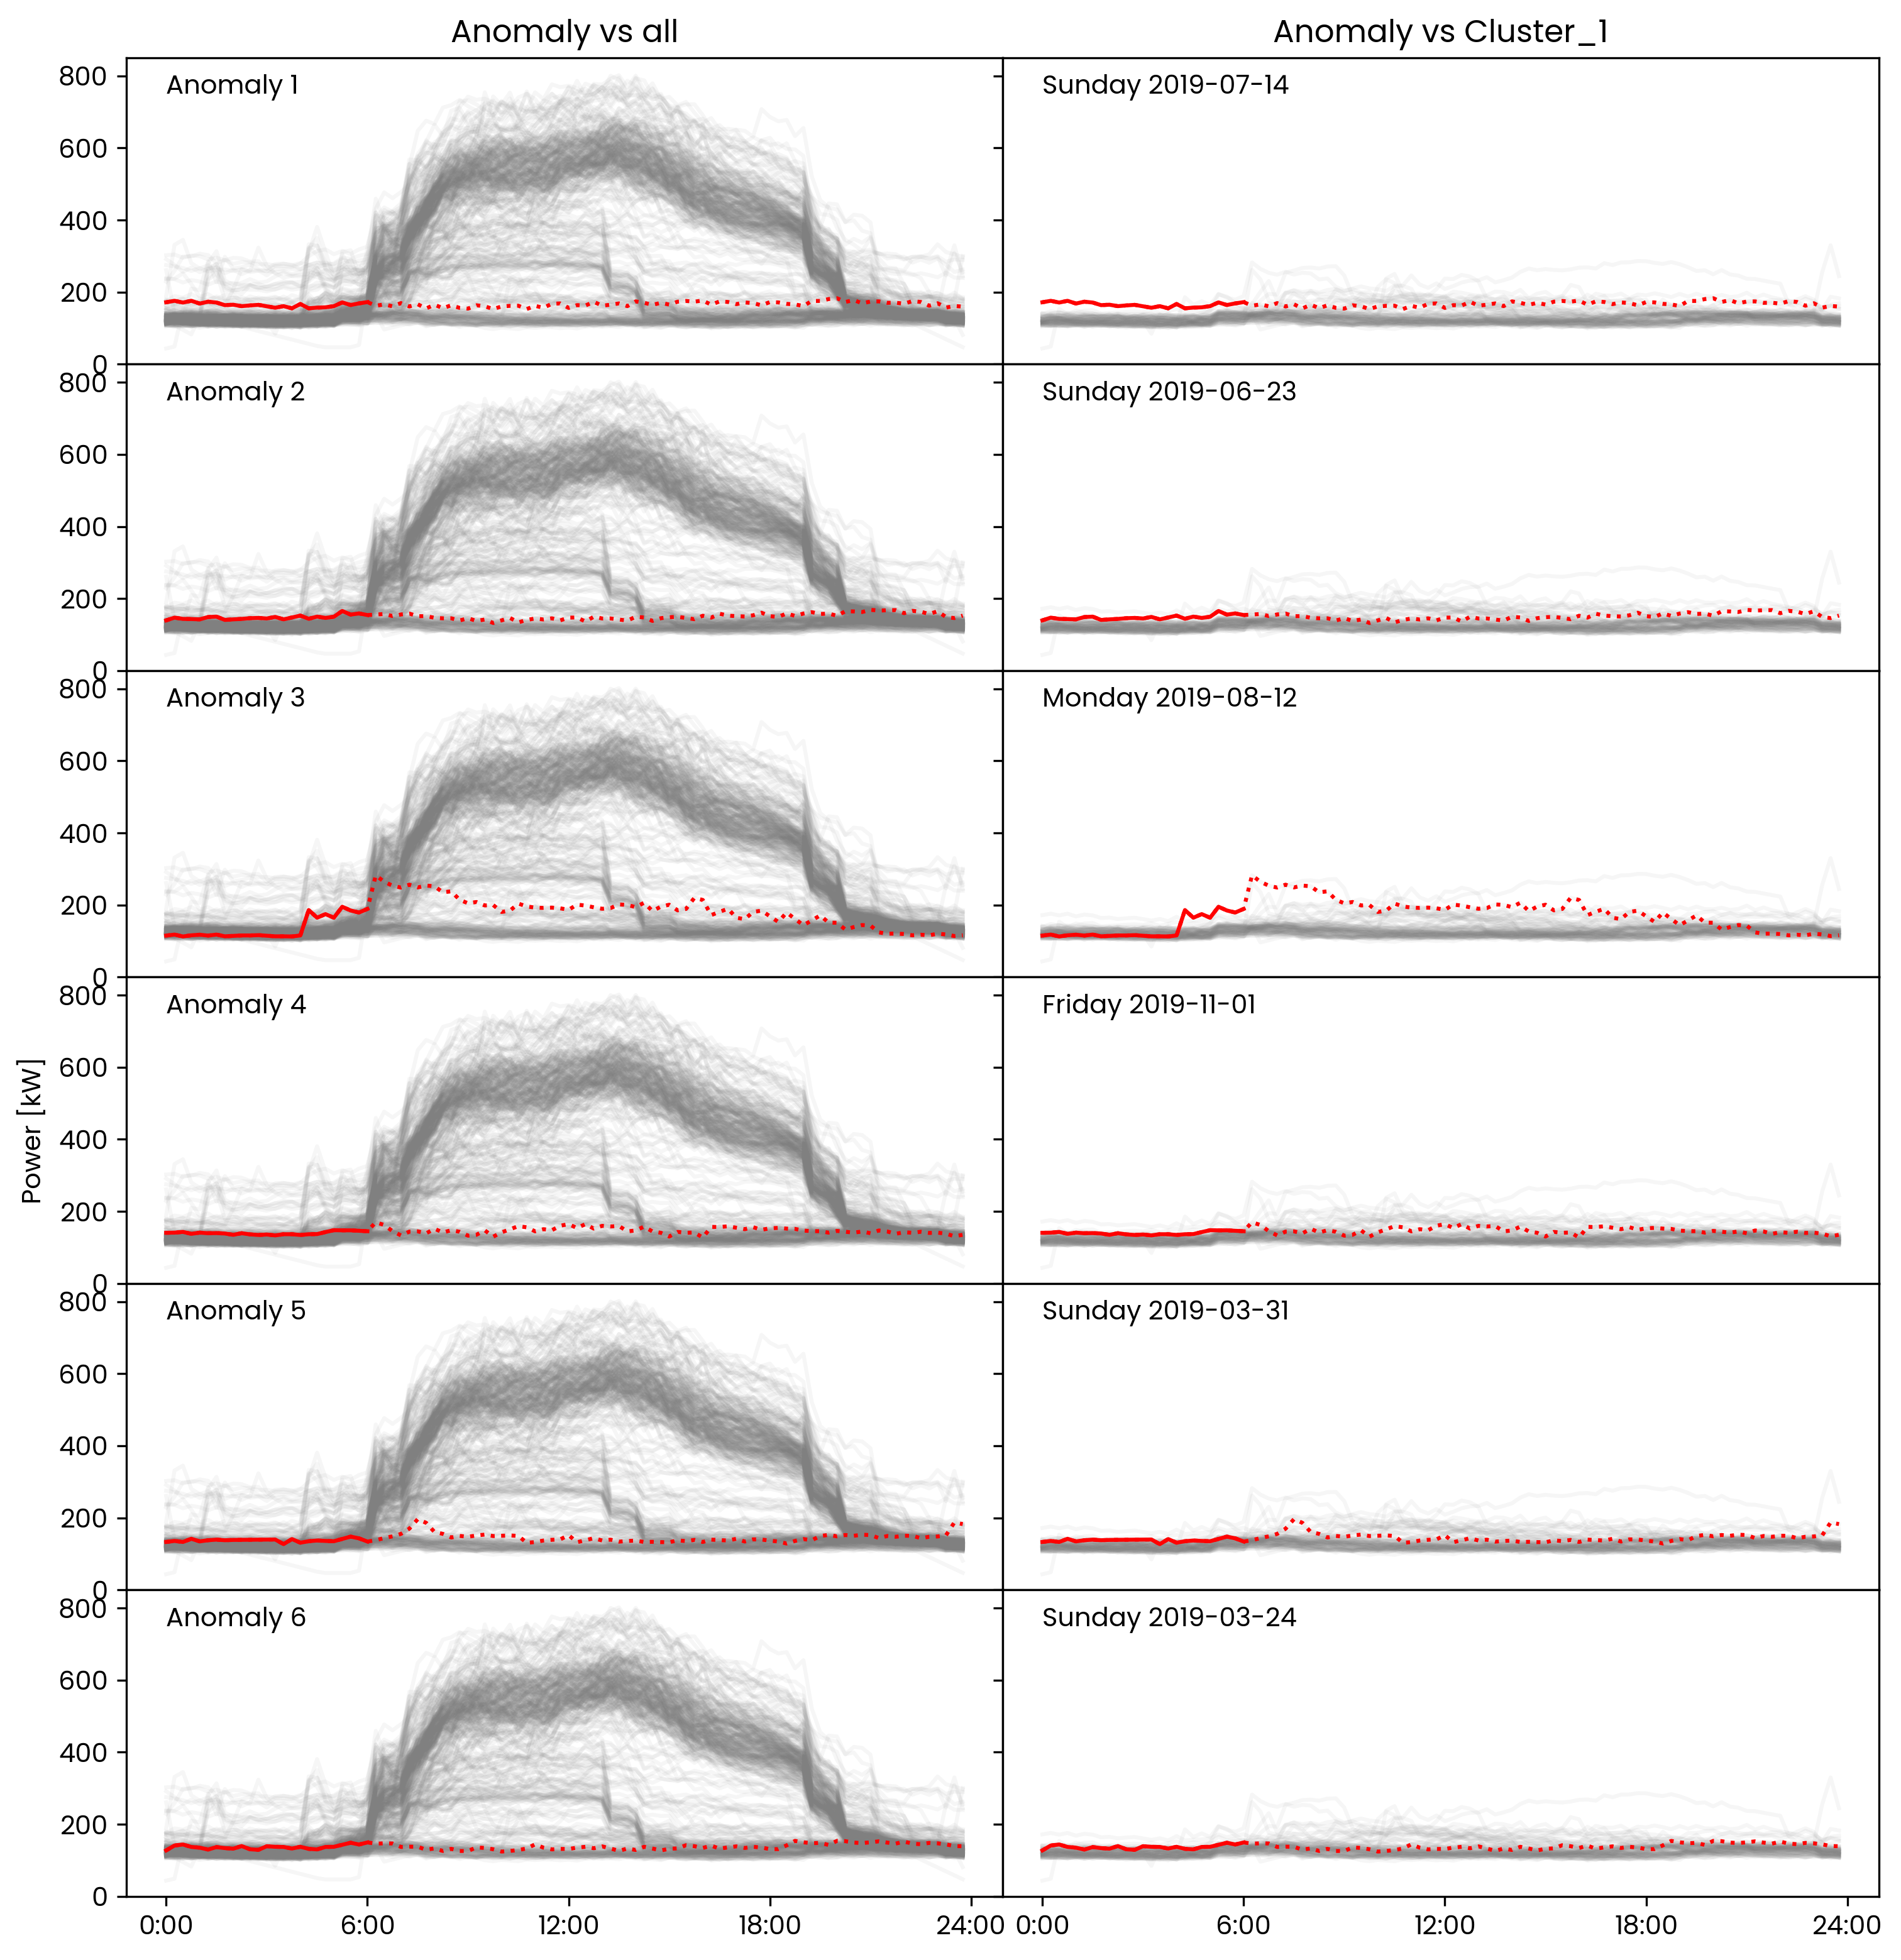 Anomaly vs all
Anomaly vs Cluster_1
800
600
400
200
0
Anomaly 1
Sunday 2019-07-14
800
600
400
200
0
Anomaly 2
Sunday 2019-06-23
800
600
400
200
0
Anomaly 3
Monday 2019-08-12
800
600
400
200
0
Anomaly 4
Friday 2019-11-01
Power [kW]
800
600
400
200
0
Anomaly 5
Sunday 2019-03-31
800
600
400
200
0
Anomaly 6
Sunday 2019-03-24
0:00 6:00 12:00 18:00 24:00
0:00 6:00 12:00 18:00 24:00